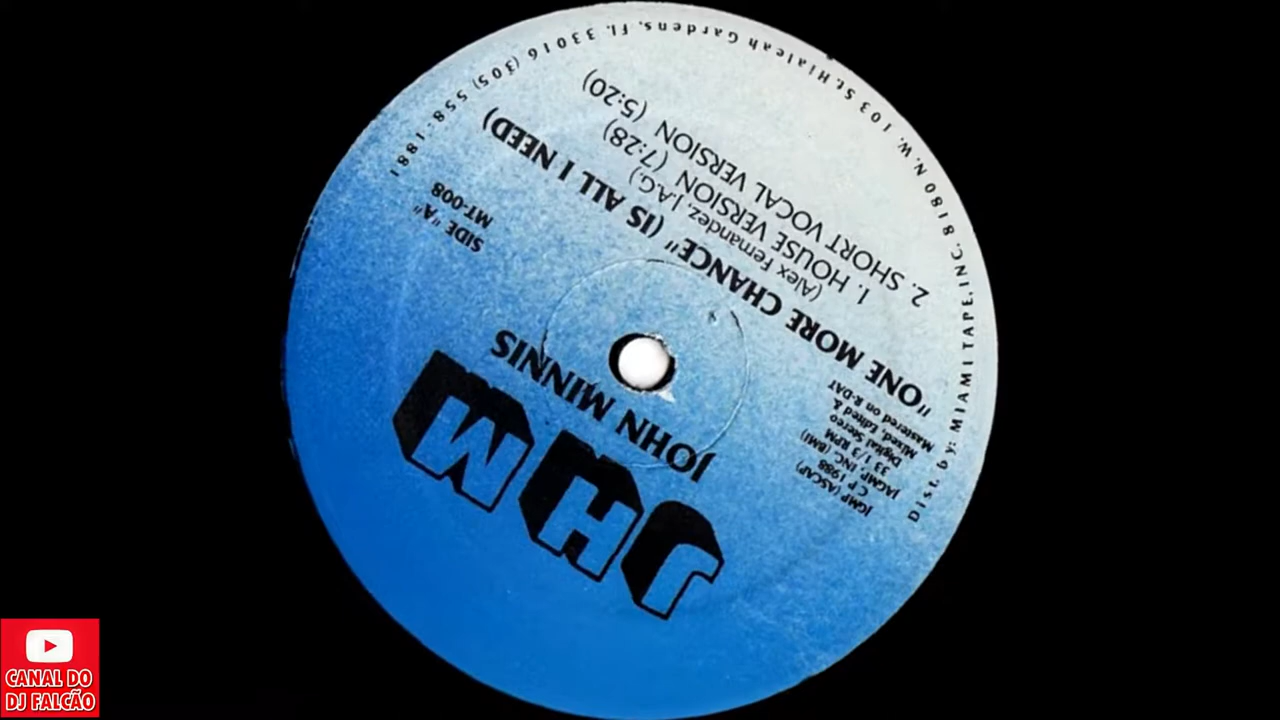 JHM
JOHN MINNIS
SIDE "A"
MT-008
JGMP (ASCAP)
C P 1988
JAGMP, INC. (BMI)
33 1/3 RPM
Digital Stereo
Mixed, Edited &
Mastered on R-DAT
"ONE MORE CHANCE" (IS ALL I NEED)
(Alex Fernandez, J.A.G.)
1. HOUSE VERSION (7:28)
2. SHORT VOCAL VERSION (5:20)
Dist. by: MIAMI TAPE, INC. 8180 N.W. 103 St. Hialeah Gardens, FL. 33016 (305) 558-1881
CANAL DO
DJ FALCÃO